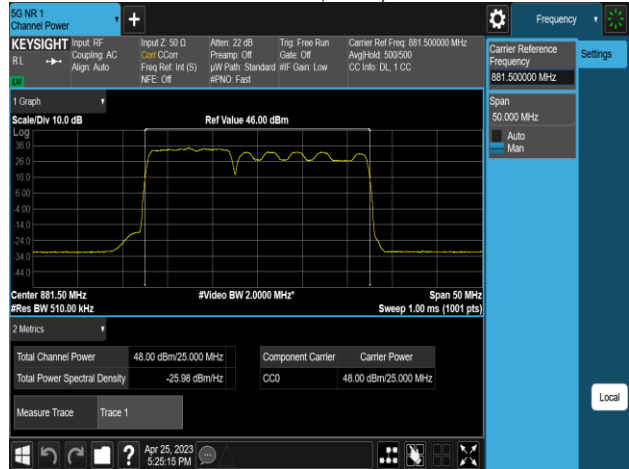 5G NR 1
Channel Power
Frequency
KEYSIGHT Input: RF Input Z: 50 Ω Atten: 22 dB Trig: Free Run Carrier Ref Freq: 881.500000 MHz
RL Coupling: AC Corr CCorr Preamp: Off Gate: Off Avg|Hold: 500/500
Align: Auto Freq Ref: Int (S) µW Path: Standard #IF Gain: Low CC Info: DL, 1 CC
NFE: Off #PNO: Fast
Carrier Reference
Frequency
881.500000 MHz
Settings
Span
50.000 MHz
Auto
Man
1 Graph
Scale/Div 10.0 dB Ref Value 46.00 dBm
Log
36.0
26.0
16.0
6.00
-4.00
-14.0
-24.0
-34.0
-44.0
Center 881.50 MHz #Video BW 2.0000 MHz* Span 50 MHz
#Res BW 510.00 kHz Sweep 1.00 ms (1001 pts)
2 Metrics
Total Channel Power 48.00 dBm/25.000 MHz Component Carrier Carrier Power
Total Power Spectral Density -25.98 dBm/Hz CC0 48.00 dBm/25.000 MHz
Measure Trace Trace 1
Local
? Apr 25, 2023
5:25:15 PM